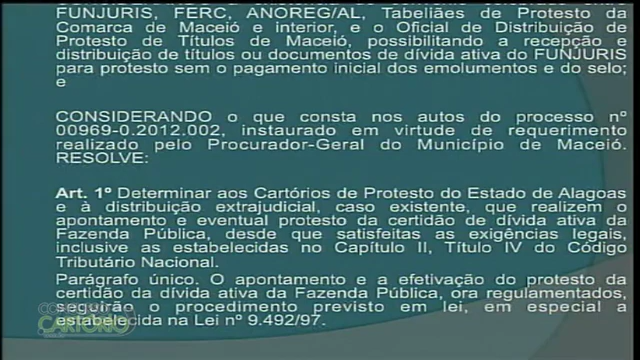 FUNJURIS, FERC, ANOREG/AL, Tabeliães de Protesto da
Comarca de Maceió e interior, e o Oficial de Distribuição
de Protesto de Títulos de Maceió, possibilitando a recepção e
distribuição de títulos ou documentos de dívida ativa do FUNJURIS
para protesto sem o pagamento inicial dos emolumentos e do selo;
e
CONSIDERANDO o que consta nos autos do processo nº
00969-0.2012.002, instaurado em virtude de requerimento
realizado pelo Procurador-Geral do Município de Maceió.
RESOLVE:
Art. 1º Determinar aos Cartórios de Protesto do Estado de Alagoas
e à distribuição extrajudicial, caso existente, que realizem o
apontamento e eventual protesto da certidão de dívida ativa da
Fazenda Pública, desde que satisfeitas as exigências legais,
inclusive as estabelecidas no Capítulo II, Título IV do Código
Tributário Nacional.
Parágrafo único. O apontamento e a efetivação do protesto da
certidão da dívida ativa da Fazenda Pública, ora regulamentados,
seguirão o procedimento previsto em lei, em especial a
estabelecida na Lei nº 9.492/97.
CARTÓRIO